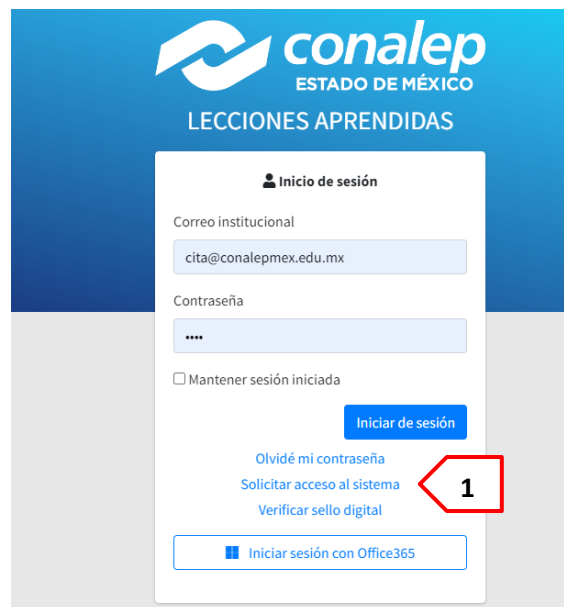 conalep
ESTADO DE MÉXICO
LECCIONES APRENDIDAS
Inicio de sesión
Correo institucional
cita@conalepmex.edu.mx
Contraseña
••••
Mantener sesión iniciada
Iniciar de sesión
Olvidé mi contraseña
Solicitar acceso al sistema
1
Verificar sello digital
Iniciar sesión con Office365